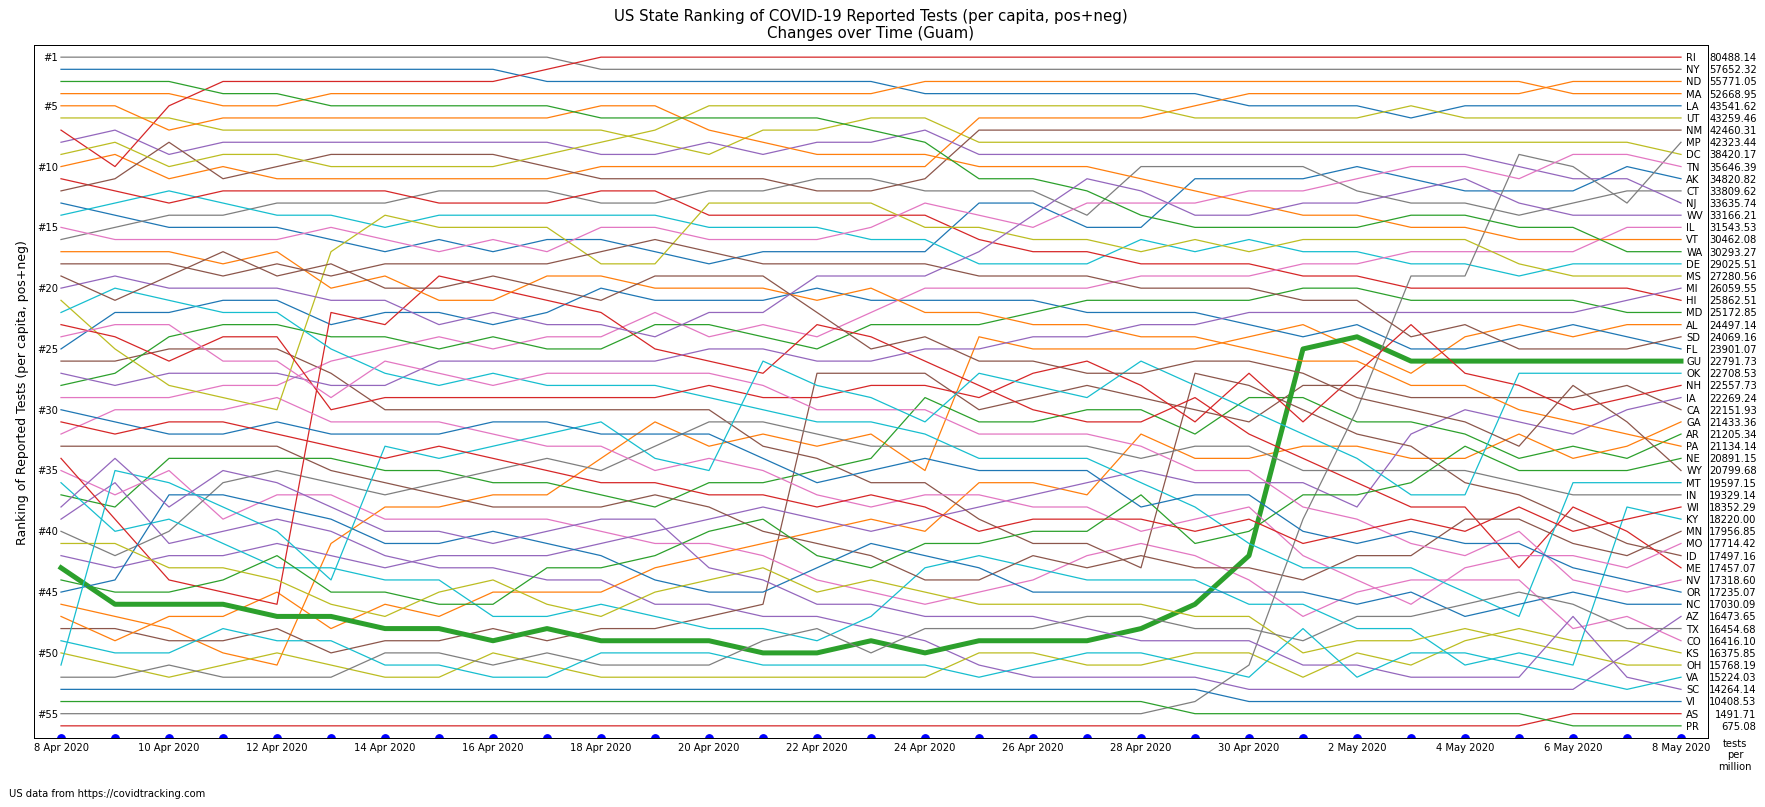 US State Ranking of COVID-19 Reported Tests (per capita, pos+neg)
Changes over Time (Guam)
Ranking of Reported Tests (per capita, pos+neg)
#1
#5
#10
#15
#20
#25
#30
#35
#40
#45
#50
#55
RI 80488.14
NY 57652.32
ND 55771.05
MA 52668.95
LA 43541.62
UT 43259.46
NM 42460.31
MP 42323.44
DC 38420.17
TN 35646.39
AK 34820.82
CT 33809.62
NJ 33635.74
WV 33166.21
IL 31543.53
VT 30462.08
WA 30293.27
DE 29025.51
MS 27280.56
MI 26059.55
HI 25862.51
MD 25172.85
AL 24497.14
SD 24069.16
FL 23901.07
GU 22791.73
OK 22708.53
NH 22557.73
IA 22269.24
CA 22151.93
GA 21433.36
AR 21205.34
PA 21134.14
NE 20891.15
WY 20799.68
MT 19597.15
IN 19329.14
WI 18352.29
KY 18220.00
MN 17956.85
MO 17714.42
ID 17497.16
ME 17457.07
NV 17318.60
OR 17235.07
NC 17030.09
AZ 16473.65
TX 16454.68
CO 16416.10
KS 16375.85
OH 15768.19
VA 15224.03
SC 14264.14
VI 10408.53
AS 1491.71
PR 675.08
8 Apr 2020 10 Apr 2020 12 Apr 2020 14 Apr 2020 16 Apr 2020 18 Apr 2020 20 Apr 2020 22 Apr 2020 24 Apr 2020 26 Apr 2020 28 Apr 2020 30 Apr 2020 2 May 2020 4 May 2020 6 May 2020 8 May 2020
tests
per
million
US data from https://covidtracking.com